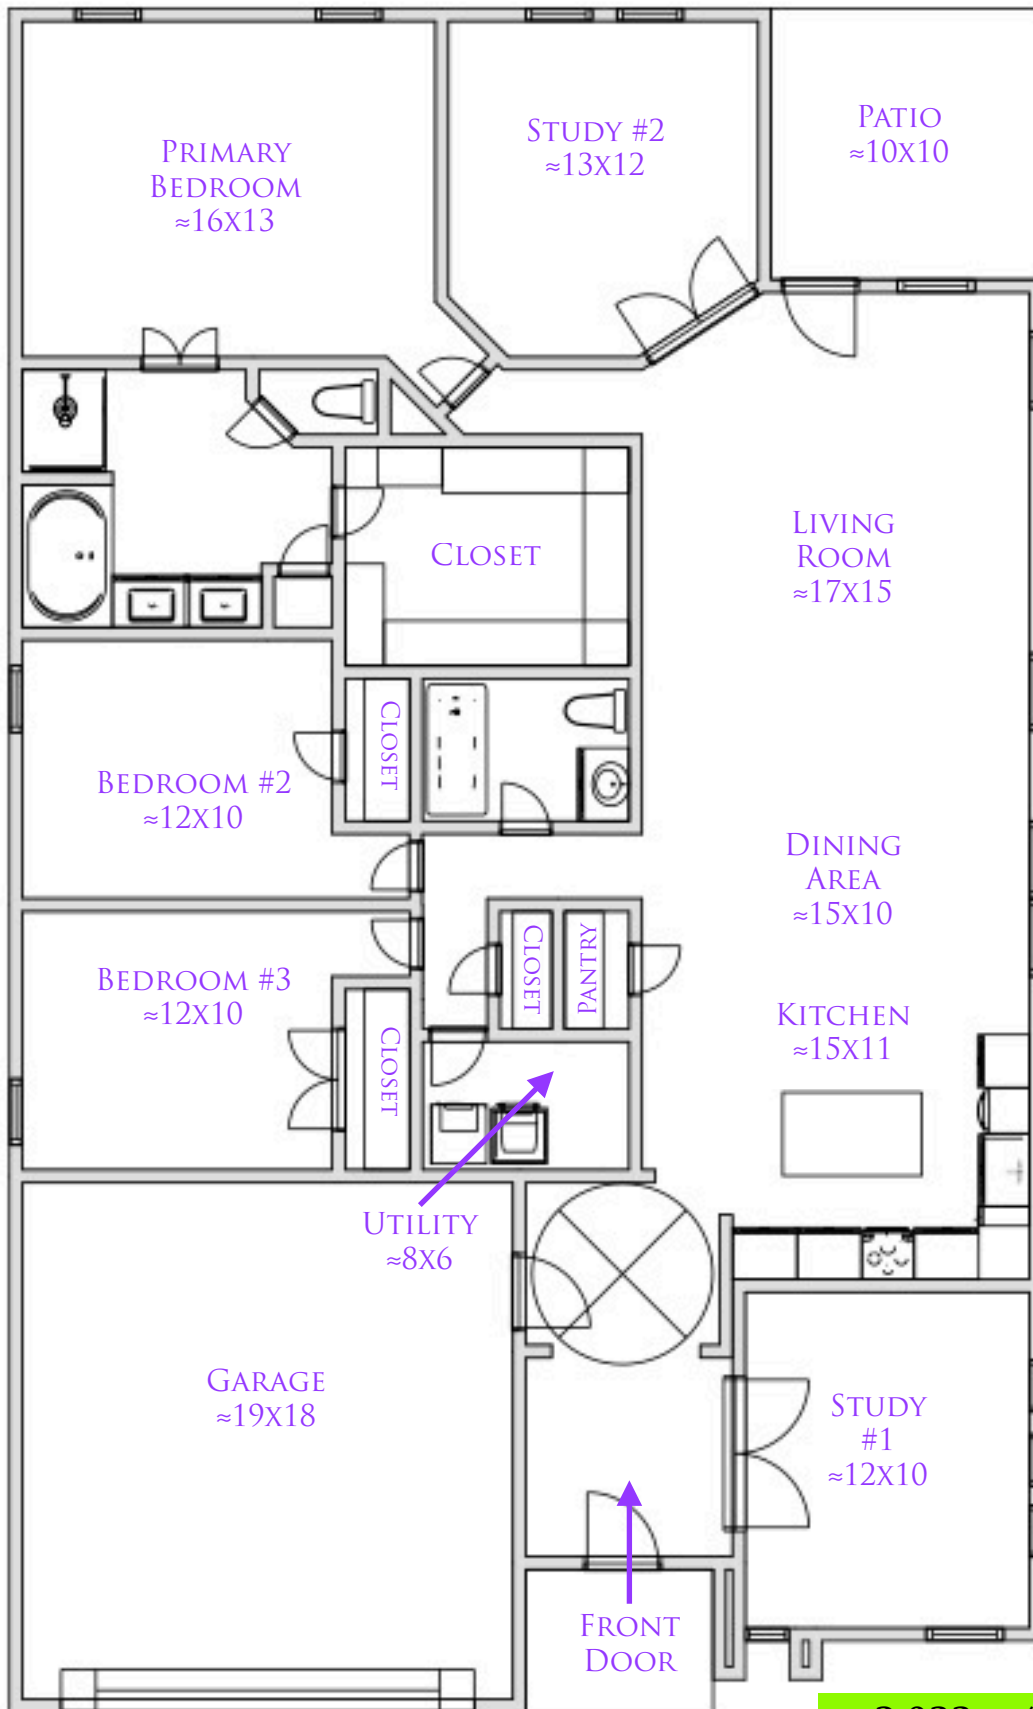 Primary
Bedroom
≈16x13
Study #2
≈13x12
Patio
≈10x10
Closet
Living
Room
≈17x15
Closet
Bedroom #2
≈12x10
Dining
Area
≈15x10
Closet
Pantry
Bedroom #3
≈12x10
Kitchen
≈15x11
Closet
Utility
≈8x6
Garage
≈19x18
Study
#1
≈12x10
Front
Door